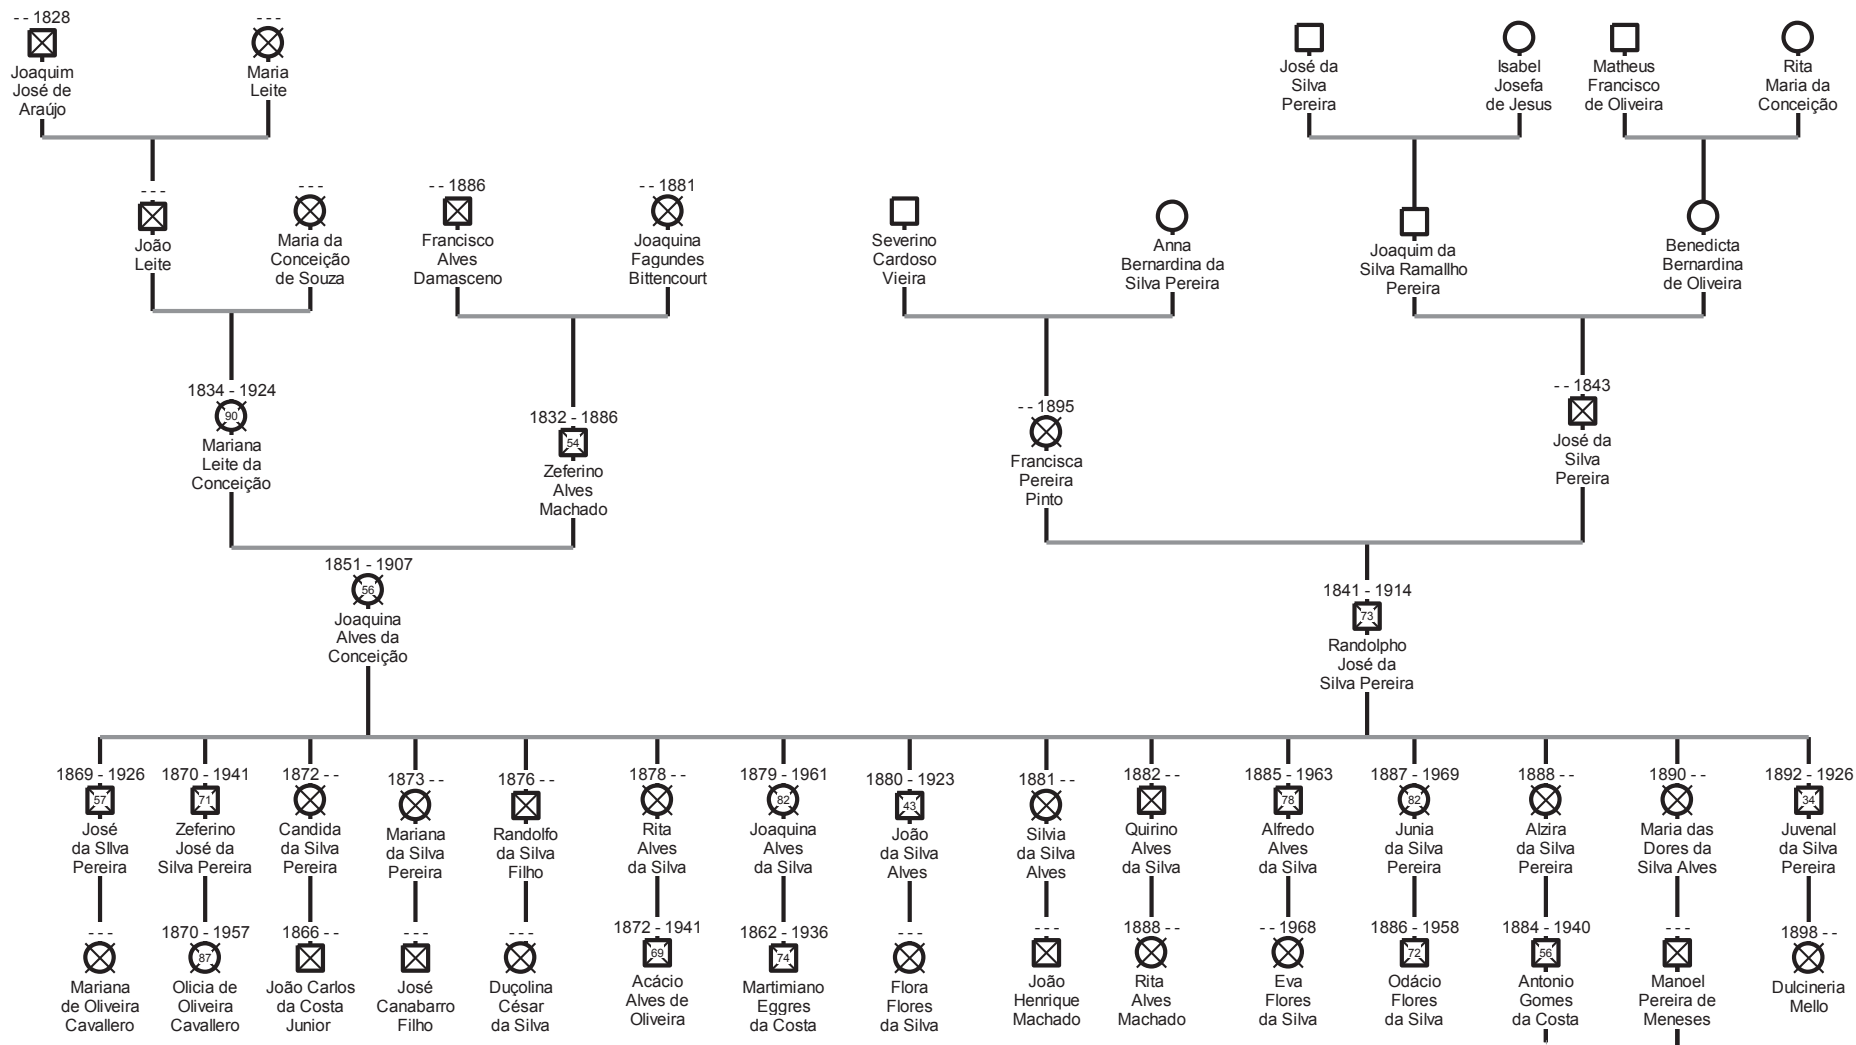 - - 1828
Joaquim
José de
Araújo
- - -
Maria
Leite
José da
Silva
Pereira
Isabel
Josefa
de Jesus
Matheus
Francisco
de Oliveira
Rita
Maria da
Conceição
- - -
João
Leite
- - -
Maria da
Conceição
de Souza
- - 1886
Francisco
Alves
Damasceno
- - 1881
Joaquina
Fagundes
Bittencourt
Severino
Cardoso
Vieira
Anna
Bernardina da
Silva Pereira
Joaquim da
Silva Ramallho
Pereira
Benedicta
Bernardina
de Oliveira
1834 - 1924
90
Mariana
Leite da
Conceição
1832 - 1886
54
Zeferino
Alves
Machado
- - 1895
Francisca
Pereira
Pinto
- - 1843
José da
Silva
Pereira
1851 - 1907
56
Joaquina
Alves da
Conceição
1841 - 1914
73
Randolpho
José da
Silva Pereira
1869 - 1926
57
José
da SIlva
Pereira
1870 - 1941
71
Zeferino
José da
Silva Pereira
1872 - -
Candida
da Silva
Pereira
1873 - -
Mariana
da Silva
Pereira
1876 - -
Randolfo
da Silva
Filho
1878 - -
Rita
Alves
da Silva
1879 - 1961
82
Joaquina
Alves
da Silva
1880 - 1923
43
João
da Silva
Alves
1881 - -
Silvia
da Silva
Alves
1882 - -
Quirino
Alves
da Silva
1885 - 1963
78
Alfredo
Alves
da Silva
1887 - 1969
82
Junia
da Silva
Pereira
1888 - -
Alzira
da Silva
Pereira
1890 - -
Maria das
Dores da
Silva Alves
1892 - 1926
34
Juvenal
da Silva
Pereira
- - -
Mariana
de Oliveira
Cavallero
1870 - 1957
87
Olicia de
Oliveira
Cavallero
1866 - -
João Carlos
da Costa
Junior
- - -
José
Canabarro
Filho
- - -
Duçolina
César
da Silva
1872 - 1941
69
Acácio
Alves de
Oliveira
1862 - 1936
74
Martimiano
Eggres
da Costa
- - -
Flora
Flores
da Silva
- - -
João
Henrique
Machado
1888 - -
Rita
Alves
Machado
- - 1968
Eva
Flores
da Silva
1886 - 1958
72
Odácio
Flores
da Silva
1884 - 1940
56
Antonio
Gomes
da Costa
- - -
Manoel
Pereira de
Meneses
1898 - -
Dulcineria
Mello